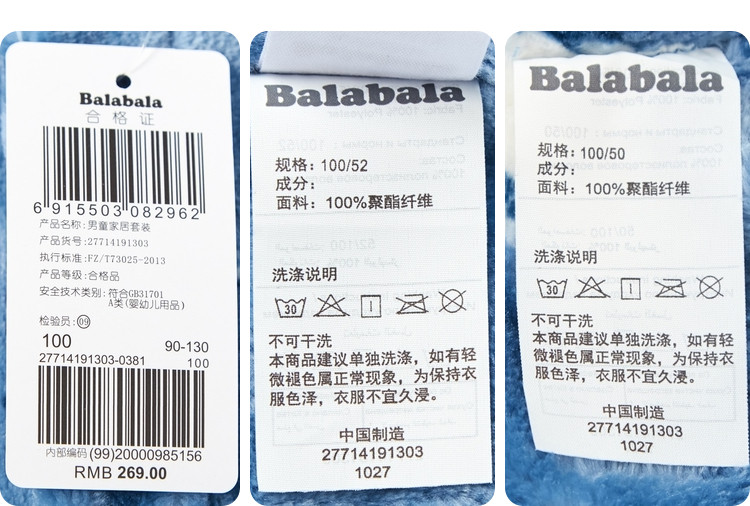 Balabala
合格证
6 915503 082962
产品名称: 男童家居套装
产品货号: 27714191303
执行标准: FZ/T73025-2013
产品等级: 合格品
安全技术类别: 符合GB31701
A类(婴幼儿用品)
检验员: 09
100 90-130
27714191303-0381 100
内部编码 (99)20000985156
RMB 269.00
Balabala
规格: 100/52
成分:
面料: 100%聚酯纤维
洗涤说明
30
不可干洗
本商品建议单独洗涤, 如有轻
微褪色属正常现象, 为保持衣
服色泽, 衣服不宜久浸。
中国制造
27714191303
1027
Balabala
规格: 100/50
成分:
面料: 100%聚酯纤维
洗涤说明
30
不可干洗
本商品建议单独洗涤, 如有轻
微褪色属正常现象, 为保持衣
服色泽, 衣服不宜久浸。
中国制造
27714191303
1027